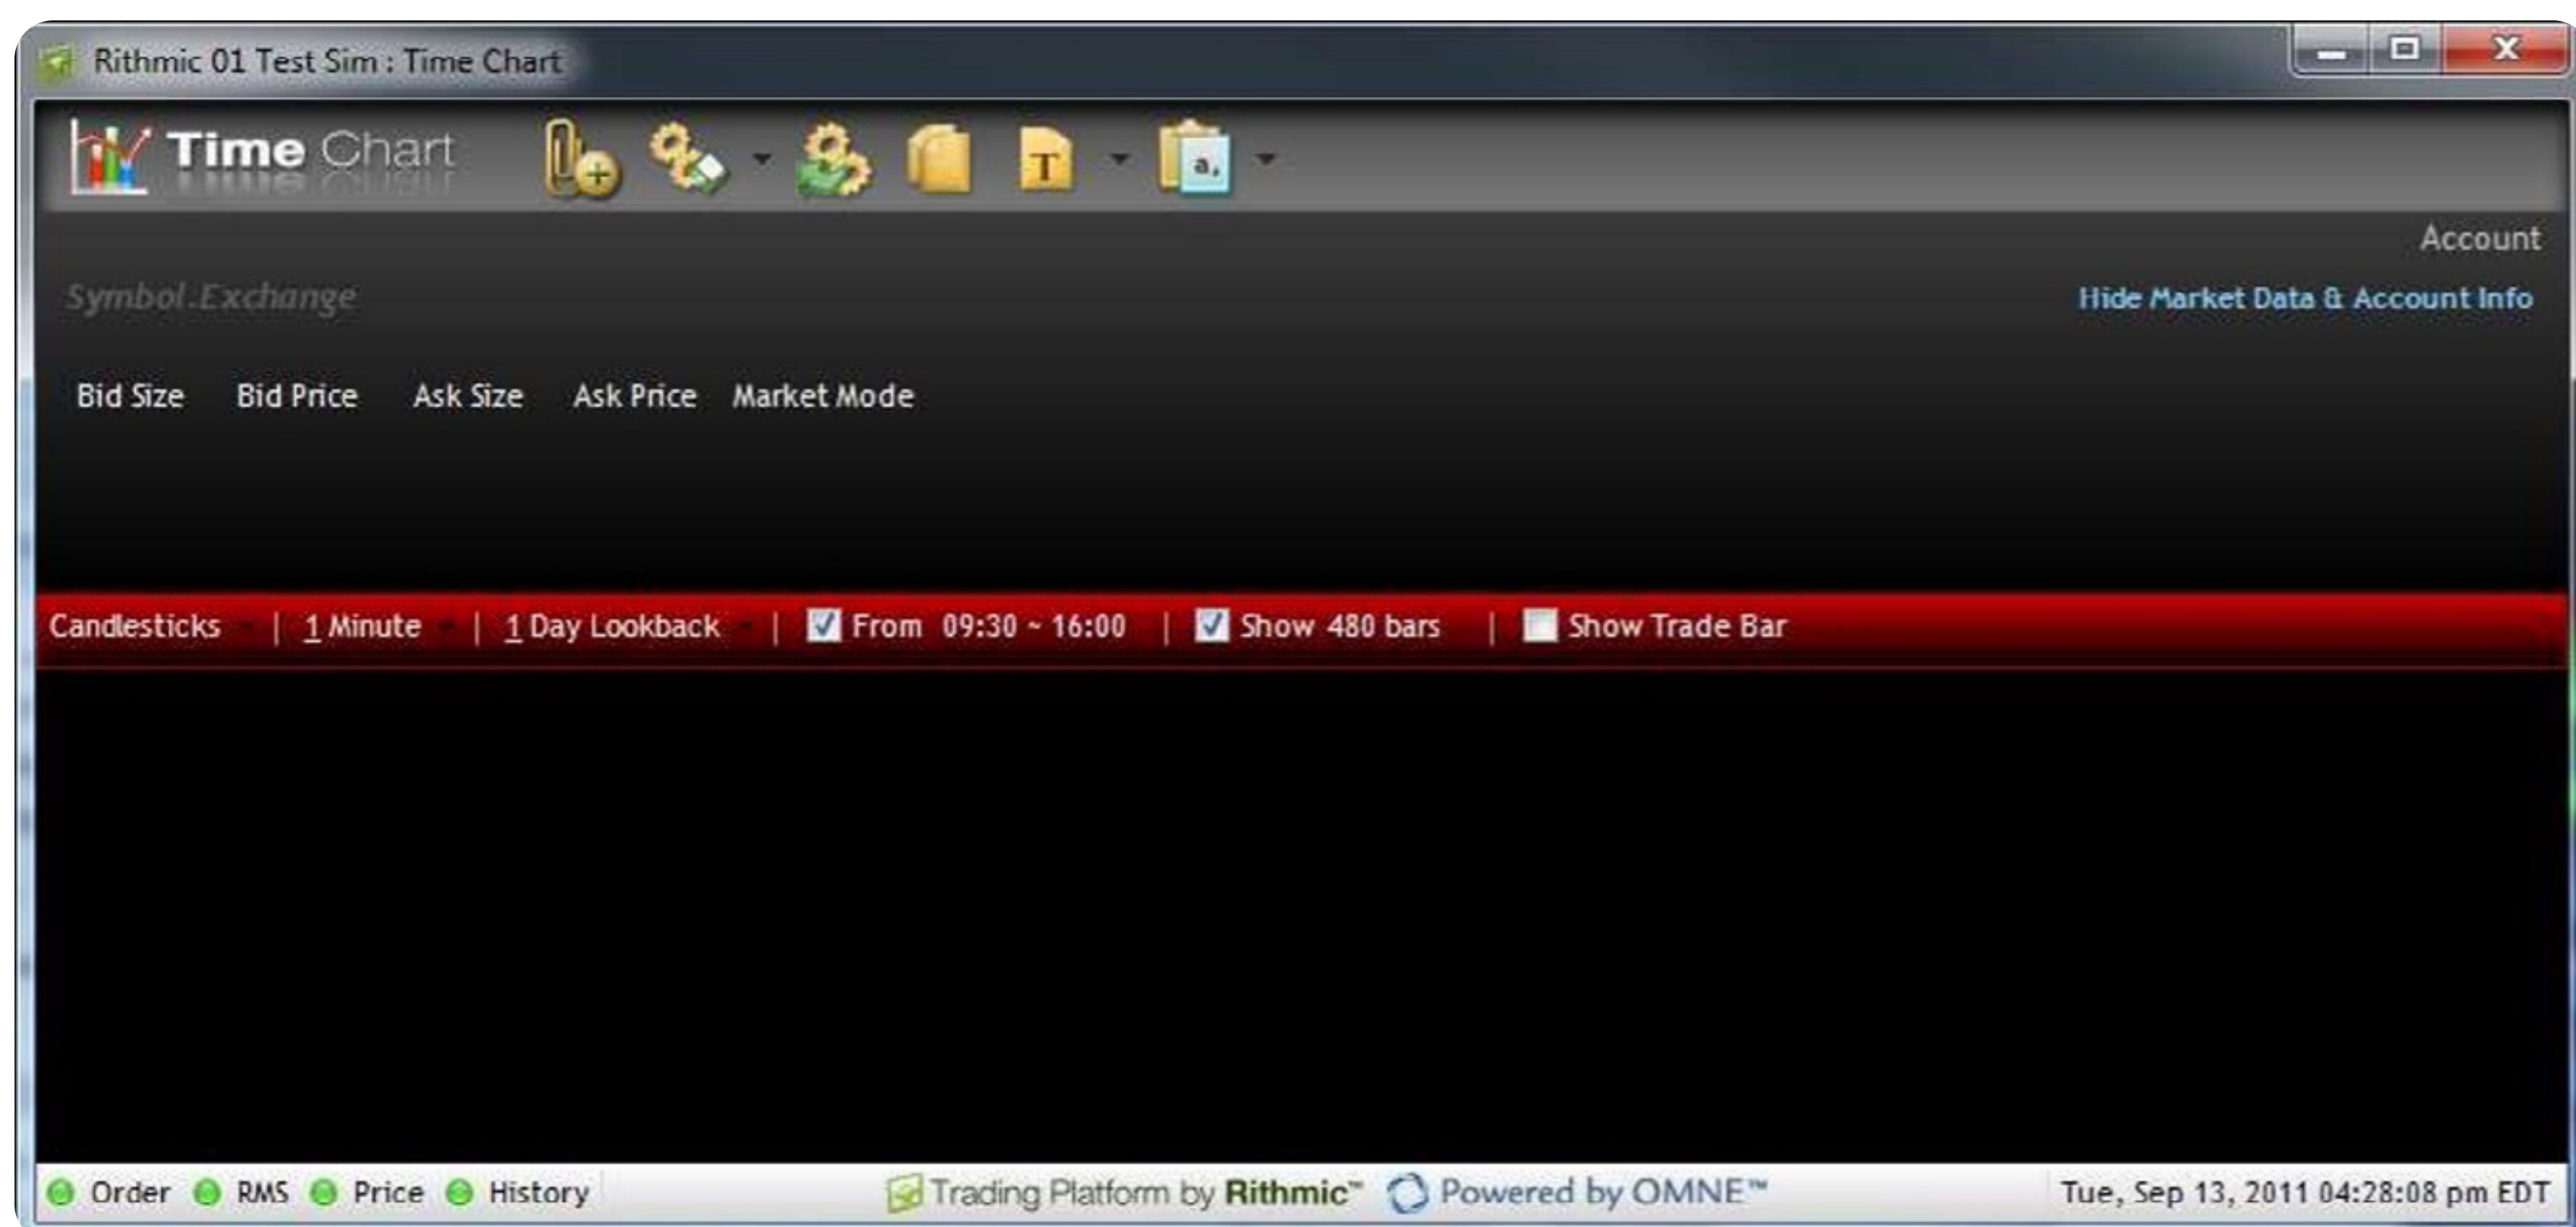 Rithmic 01 Test Sim : Time Chart
Time Chart
T
a,
Account
Symbol.Exchange
Hide Market Data & Account Info
Bid Size Bid Price Ask Size Ask Price Market Mode
Candlesticks | 1 Minute | 1 Day Lookback | From 09:30 ~ 16:00 | Show 480 bars | Show Trade Bar
Order RMS Price History Trading Platform by Rithmic™ Powered by OMNE™ Tue, Sep 13, 2011 04:28:08 pm EDT